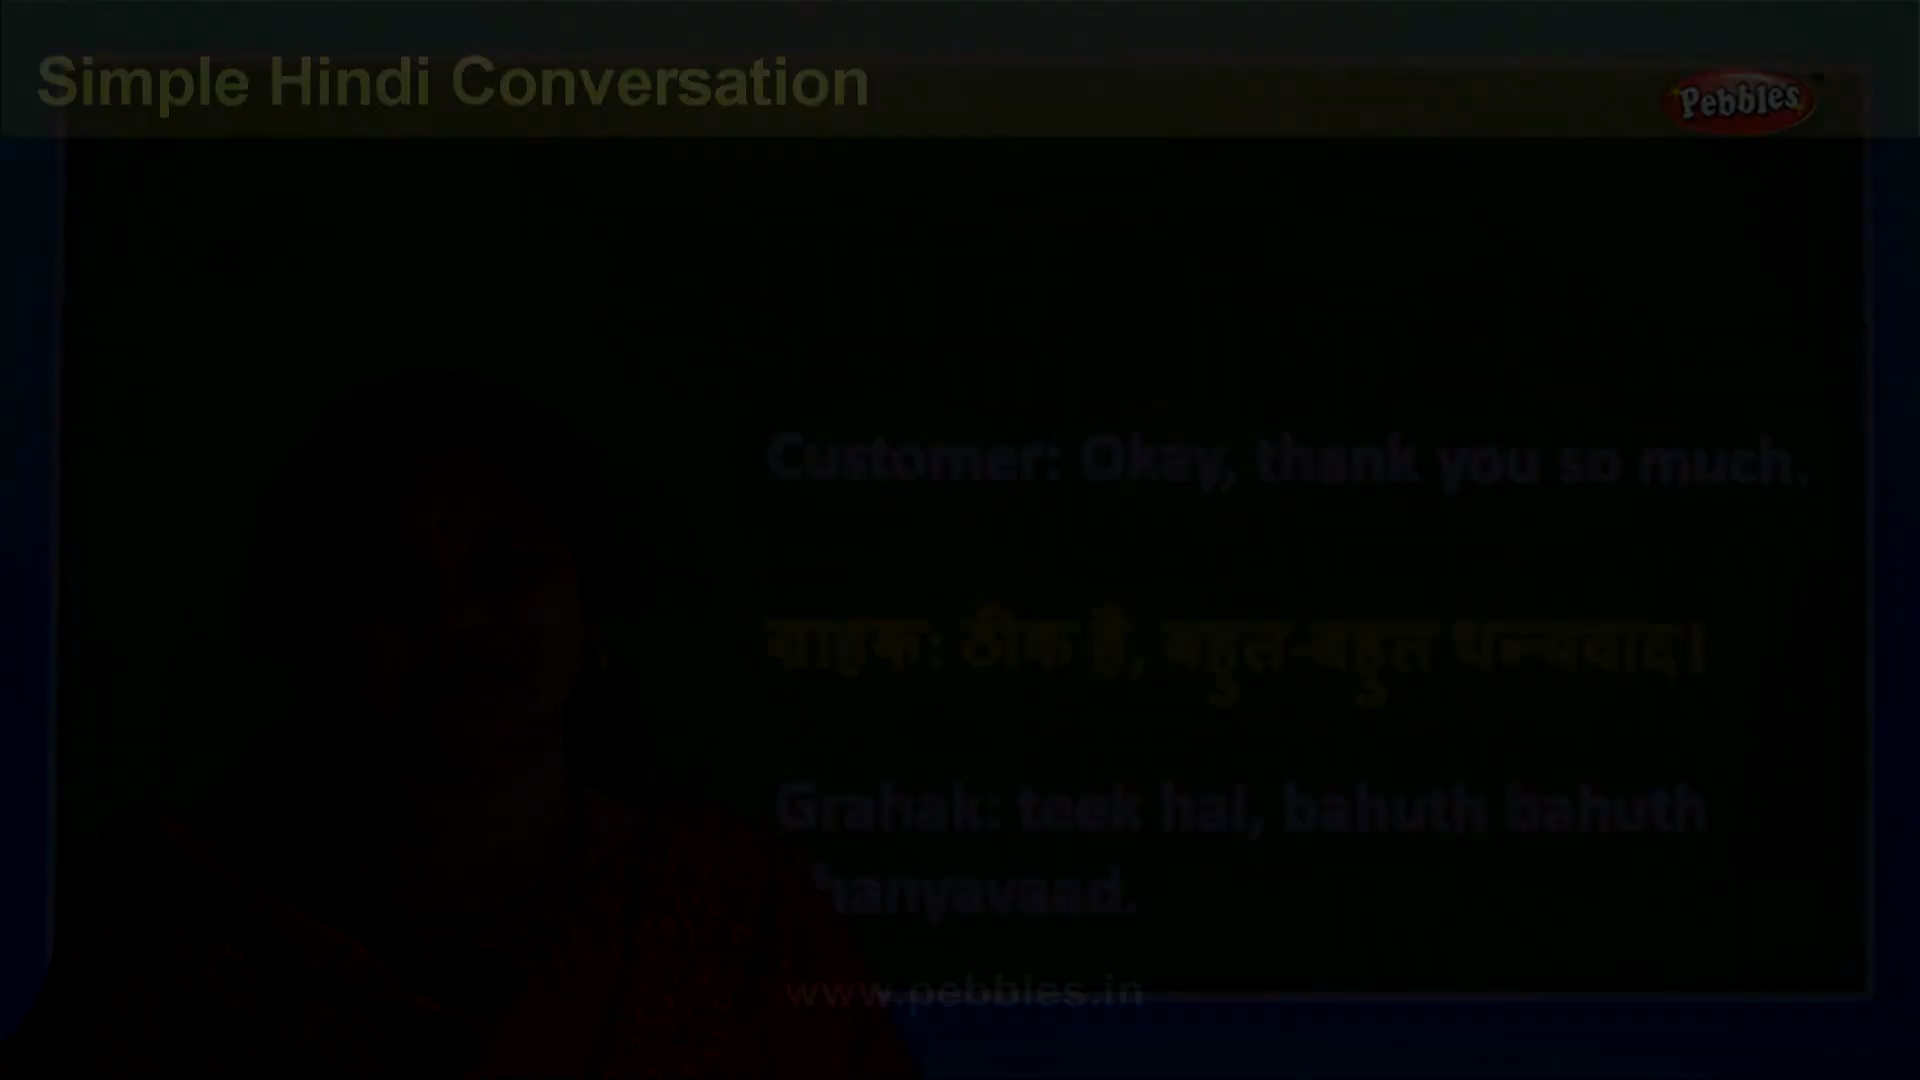 Simple Hindi Conversation
Pebbles
Customer: Okay, thank you so much.
ग्राहक: ठीक है, बहुत-बहुत धन्यवाद।
Grahak: teek hai, bahuth bahuth
hanyavaad.
www.pebbles.in